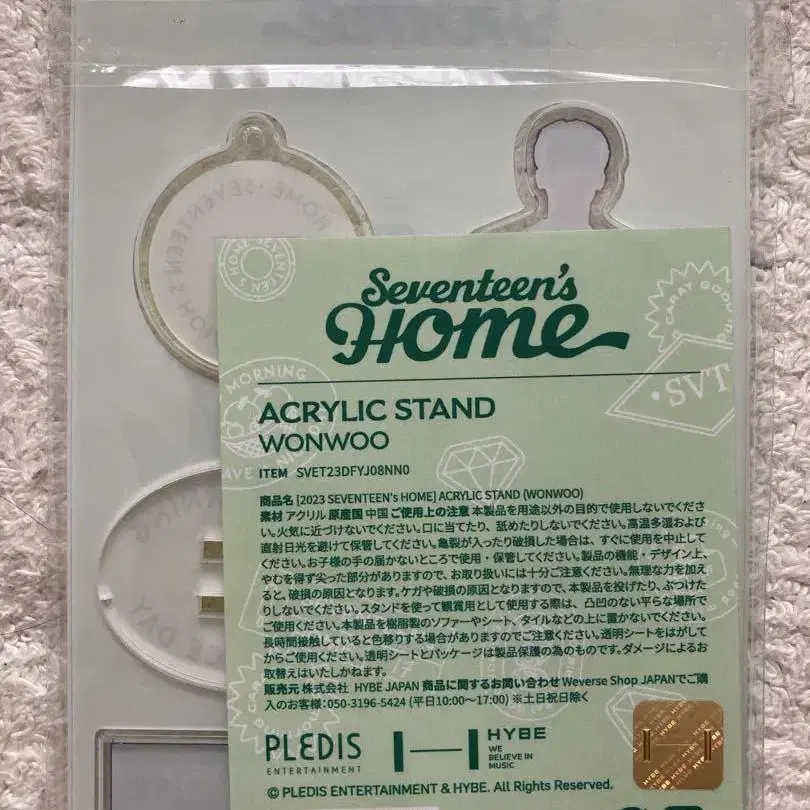 SEVENTEEN
HOME · SEVENTEEN'S HOME
HOME SEVENTEEN'S
CARAT GOO
MORNING
·SVT
Seventeen's
Home
ACRYLIC STAND
WONWOO
ITEM SVET23DFYJ08NN0
商品名 [2023 SEVENTEEN's HOME] ACRYLIC STAND (WONWOO)
素材 アクリル 原産国 中国 ご使用上の注意 本製品を用途以外の目的で使用しないでくださ
い。火気に近づけないでください。口に当てたり、舐めたりしないでください。高温多湿および
直射日光を避けて保管してください。亀裂が入ったり破損した場合は、すぐに使用を中止して
ください。お子様の手の届かないところで使用・保管してください。製品の機能・デザイン上、
やむを得ず尖った部分がありますので、お取り扱いには十分ご注意ください。無理な力を加え
ると、破損の原因となります。ケガや破損の原因となりますので、本製品を投げたり、ぶつけた
りしないでください。スタンドを使って観賞用として使用する際は、凸凹のない平らな場所で
ご使用ください。本製品を樹脂製のソファーやシート、タイルなどの上に置かないでください。
長時間接触していると色移りする場合がありますのでご注意ください。透明シートをはがして
からご使用ください。透明シートとパッケージは製品保護の為のものです。ダメージによるお
取替えはいたしかねます。
販売元 株式会社 HYBE JAPAN 商品に関するお問い合わせ Weverse Shop JAPANでご購
入のお客様:050-3196-5424 (平日10:00～17:00) ※土日祝日除く
PLEDIS
ENTERTAINMENT
HYBE
WE
BELIEVE IN
MUSIC
© PLEDIS ENTERTAINMENT & HYBE. All Rights Reserved.
HYBE